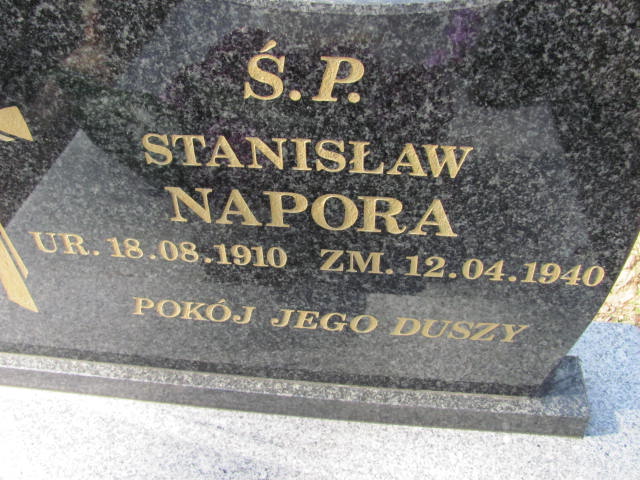 Ś.P.
STANISŁAW
NAPORA
UR. 18.08.1910 ZM. 12.04.1940
POKÓJ JEGO DUSZY